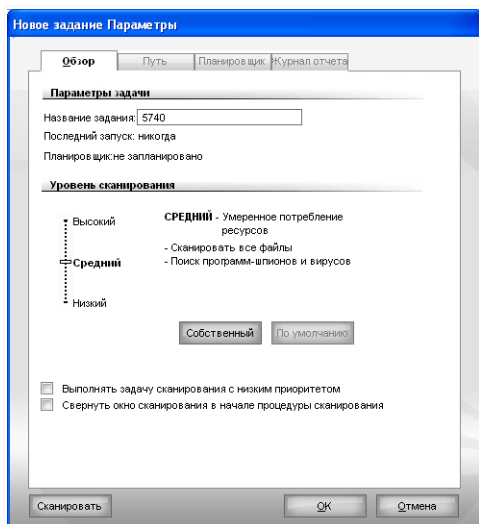 Новое задание Параметры
Обзор Путь Планировщик Журнал отчета
Параметры задачи
Название задания: 5740
Последний запуск: никогда
Планировщик:не запланировано
Уровень сканирования
Высокий
Средний
Низкий
СРЕДНИЙ - Умеренное потребление
ресурсов
- Сканировать все файлы
- Поиск программ-шпионов и вирусов
Собственный По умолчанию
Выполнять задачу сканирования с низким приоритетом
Свернуть окно сканирования в начале процедуры сканирования
Сканировать OK Отмена